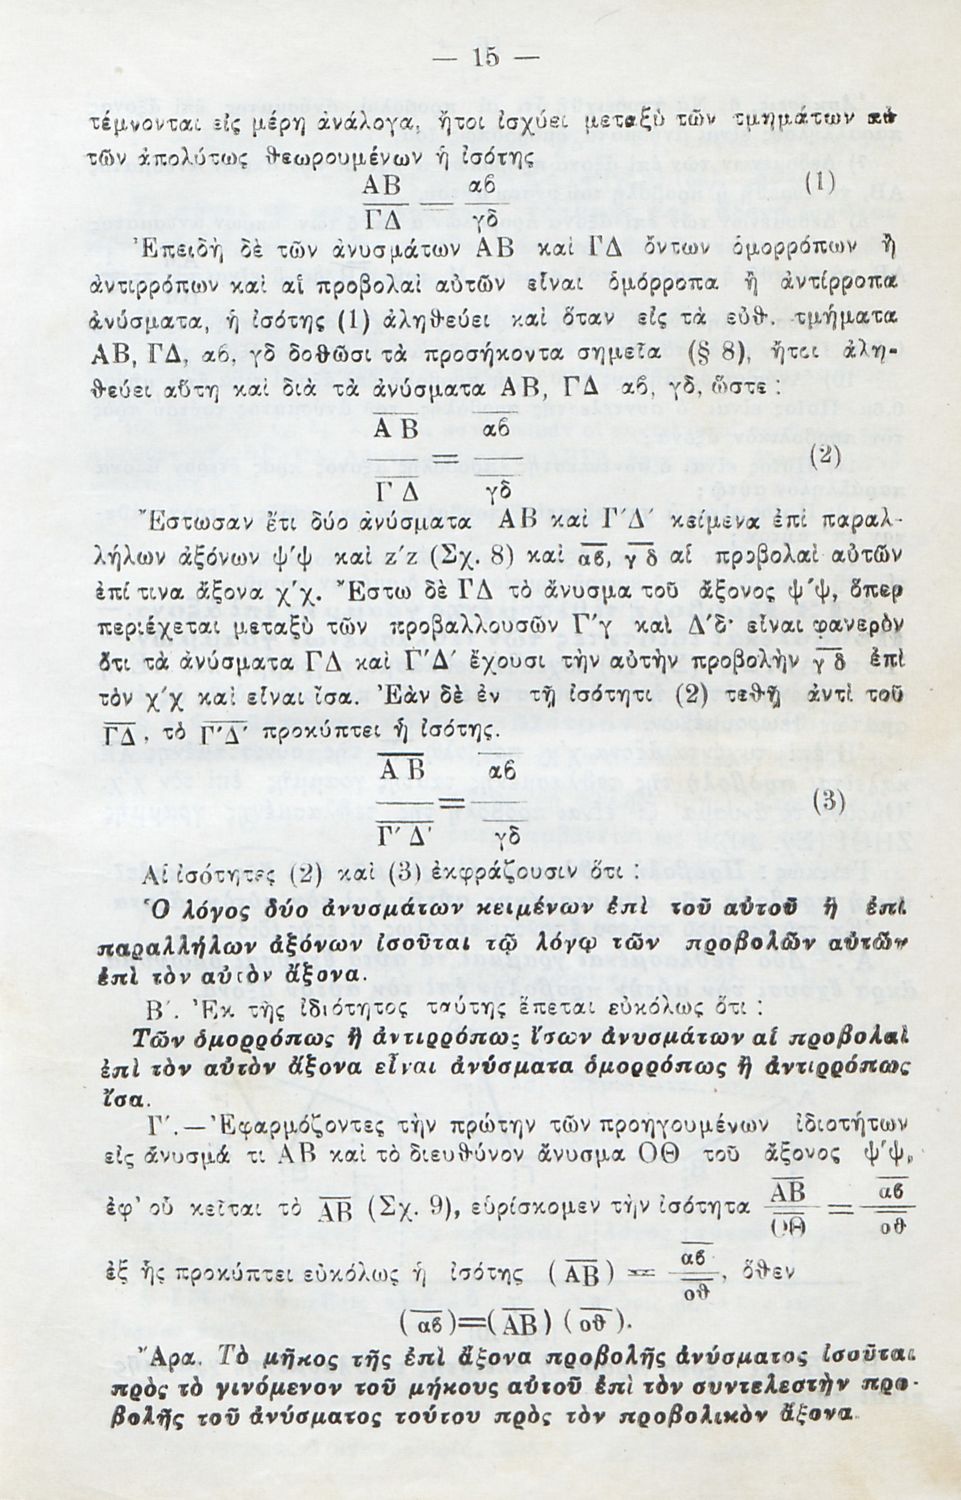 — 15 —
τέμνονται εἰς μέρη ἀνάλογα, ἤτοι ἰσχύει μεταξὺ τῶν τμημάτων καὶ
τῶν ἀπολύτως θεωρουμένων ἡ ἰσότης
ΑΒ αβ (1)
— = —
ΓΔ γδ
Ἐπειδὴ δὲ τῶν ἀνυσμάτων ΑΒ καὶ ΓΔ ὄντων ὁμορρόπων ἢ
ἀντιρρόπων καὶ αἱ προβολαὶ αὐτῶν εἶναι ὁμόρροπα ἢ ἀντίρροπα
ἀνύσματα, ἡ ἰσότης (1) ἀληθεύει καὶ ὅταν εἰς τὰ εὐθ. τμήματα
ΑΒ, ΓΔ, αβ, γδ δοθῶσι τὰ προσήκοντα σημεῖα (§ 8), ἤτοι ἀλη-
θεύει αὕτη καὶ διὰ τὰ ἀνύσματα ΑΒ, ΓΔ αβ, γδ, ὥστε :
Α Β αβ
— = — (2)
Γ Δ γδ
Ἔστωσαν ἔτι δύο ἀνύσματα ΑΒ καὶ Γ΄Δ΄ κείμενα ἐπὶ παραλ-
λήλων ἀξόνων ψ΄ψ καὶ z΄z (Σχ. 8) καὶ αβ, γδ αἱ προβολαὶ αὐτῶν
ἐπί τινα ἄξονα χ΄χ. Ἔστω δὲ ΓΔ τὸ ἄνυσμα τοῦ ἄξονος ψ΄ψ, ὅπερ
περιέχεται μεταξὺ τῶν προβαλλουσῶν Γ΄γ καὶ Δ΄δ· εἶναι φανερὸν
ὅτι τὰ ἀνύσματα ΓΔ καὶ Γ΄Δ΄ ἔχουσι τὴν αὐτὴν προβολὴν γδ ἐπὶ
τὸν χ΄χ καὶ εἶναι ἴσα. Ἐὰν δὲ ἐν τῇ ἰσότητι (2) τεθῇ ἀντὶ τοῦ
ΓΔ, τὸ Γ΄Δ΄ προκύπτει ἡ ἰσότης.
Α Β αβ
— = — (3)
Γ΄ Δ΄ γδ
Αἱ ἰσότητες (2) καὶ (3) ἐκφράζουσιν ὅτι :
Ὁ λόγος δύο ἀνυσμάτων κειμένων ἐπὶ τοῦ αὐτοῦ ἢ ἐπὶ
παραλλήλων ἀξόνων ἰσοῦται τῷ λόγῳ τῶν προβολῶν αὐτῶν
ἐπὶ τὸν αὐτὸν ἄξονα.
Β΄. Ἐκ τῆς ἰδιότητος ταύτης ἕπεται εὐκόλως ὅτι :
Τῶν ὁμορρόπως ἢ ἀντιρρόπως ἴσων ἀνυσμάτων αἱ προβολαὶ
ἐπὶ τὸν αὐτὸν ἄξονα εἶναι ἀνύσματα ὁμορρόπως ἢ ἀντιρρόπως
ἴσα.
Γ΄.— Ἐφαρμόζοντες τὴν πρώτην τῶν προηγουμένων ἰδιοτήτων
εἰς ἄνυσμά τι ΑΒ καὶ τὸ διευθύνον ἄνυσμα ΟΘ τοῦ ἄξονος ψ΄ψ,
ἐφ' οὗ κεῖται τὸ ΑΒ (Σχ. 9), εὑρίσκομεν τὴν ἰσότητα ΑΒ/ΟΘ = αβ/οθ
ἐξ ἧς προκύπτει εὐκόλως ἡ ἰσότης (ΑΒ) = αβ/οθ, ὅθεν
(αβ)=(ΑΒ) (οθ).
Ἄρα. Τὸ μῆκος τῆς ἐπὶ ἄξονα προβολῆς ἀνύσματος ἰσοῦται
πρὸς τὸ γινόμενον τοῦ μήκους αὐτοῦ ἐπὶ τὸν συντελεστὴν προ-
βολῆς τοῦ ἀνύσματος τούτου πρὸς τὸν προβολικὸν ἄξονα.